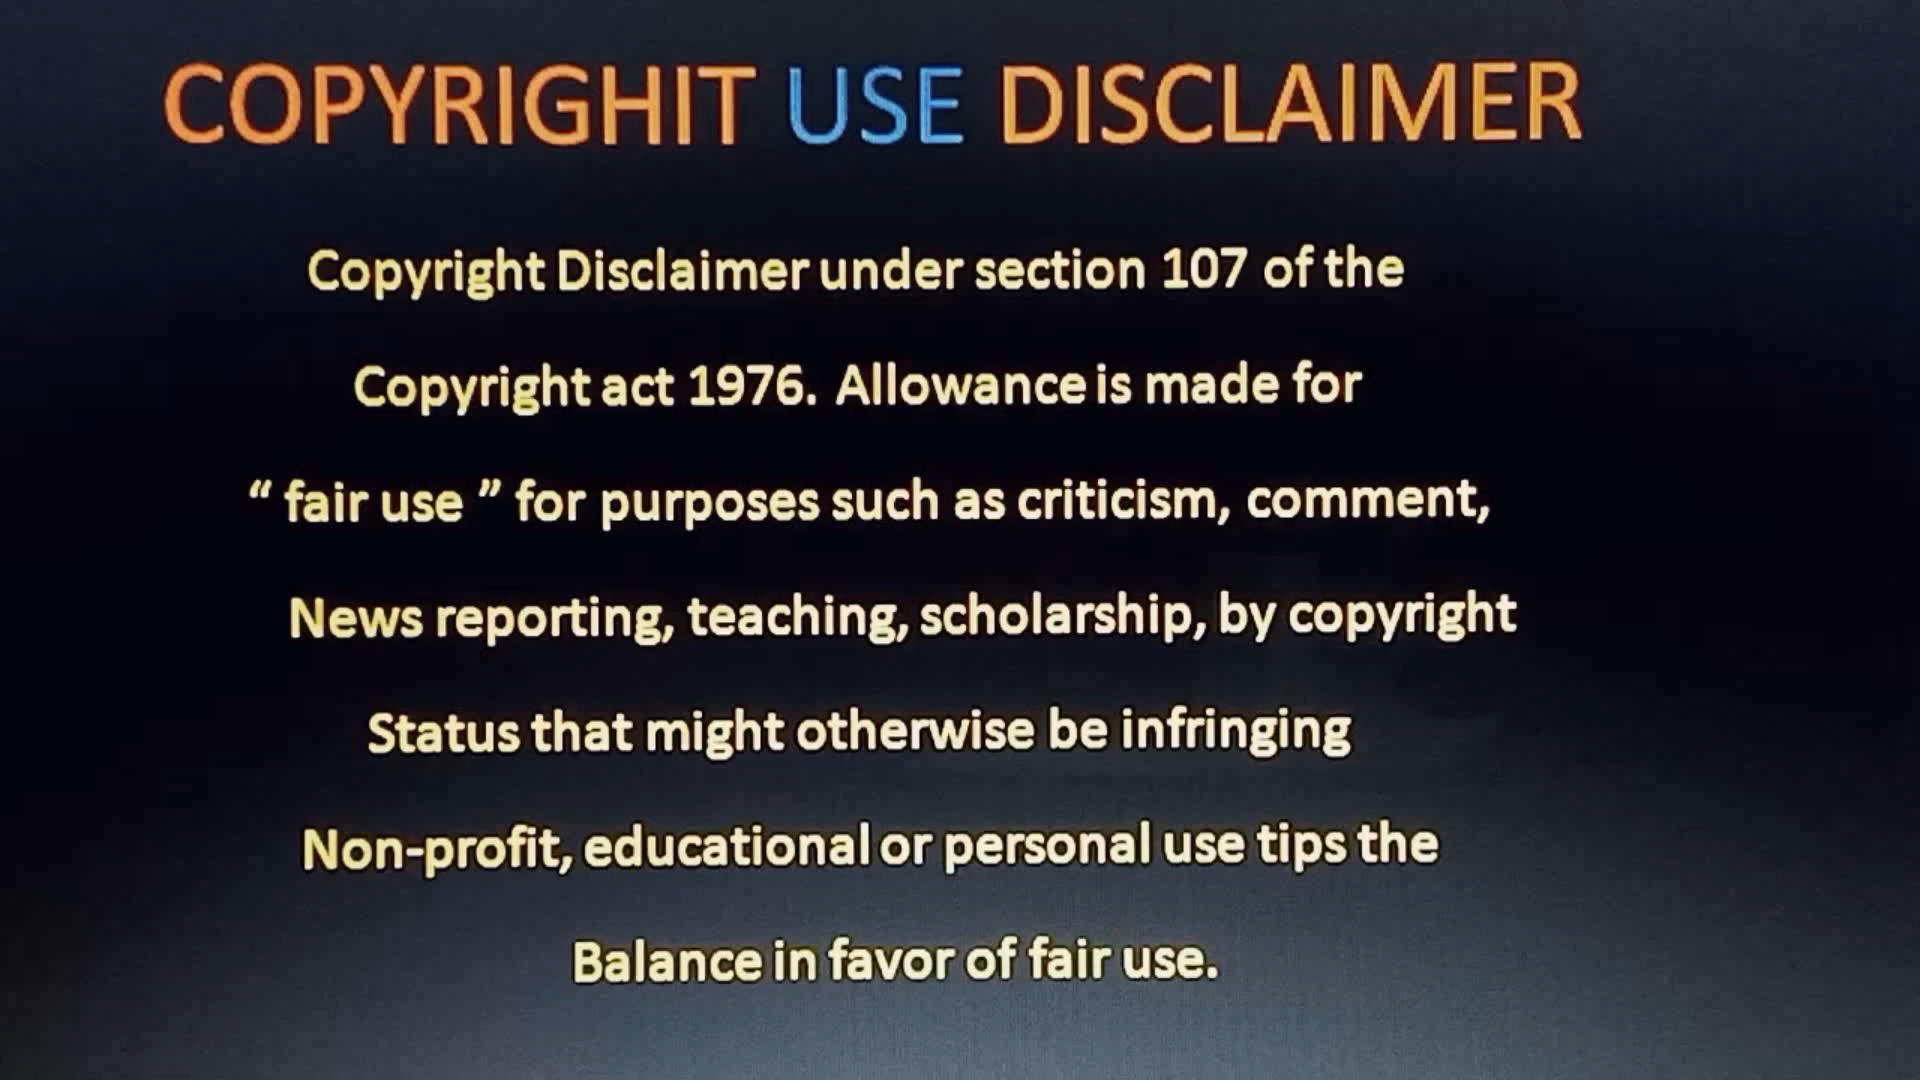 COPYRIGHIT USE DISCLAIMER
Copyright Disclaimer under section 107 of the
Copyright act 1976. Allowance is made for
“ fair use ” for purposes such as criticism, comment,
News reporting, teaching, scholarship, by copyright
Status that might otherwise be infringing
Non-profit, educational or personal use tips the
Balance in favor of fair use.